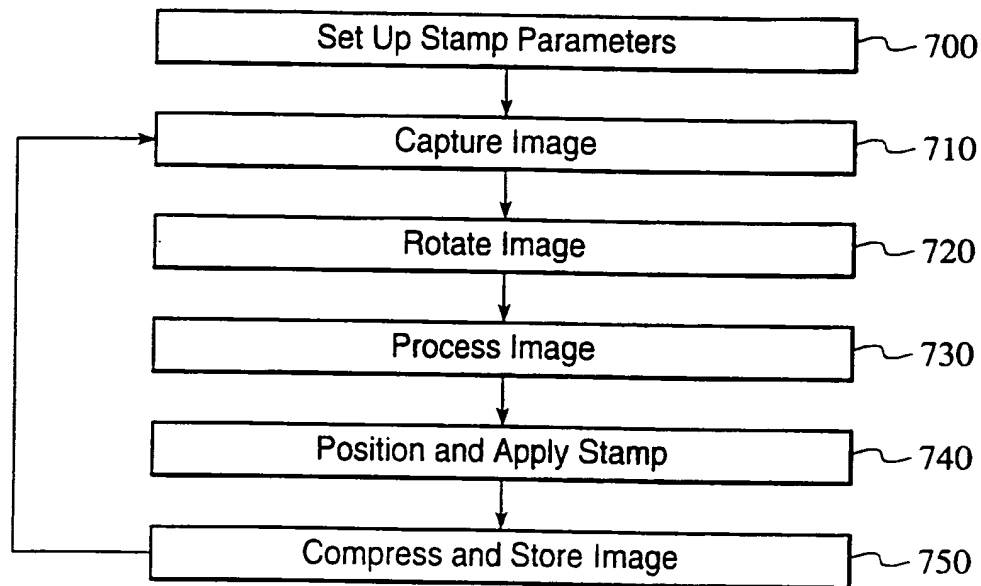 Set Up Stamp Parameters 700
Capture Image 710
Rotate Image 720
Process Image 730
Position and Apply Stamp 740
Compress and Store Image 750